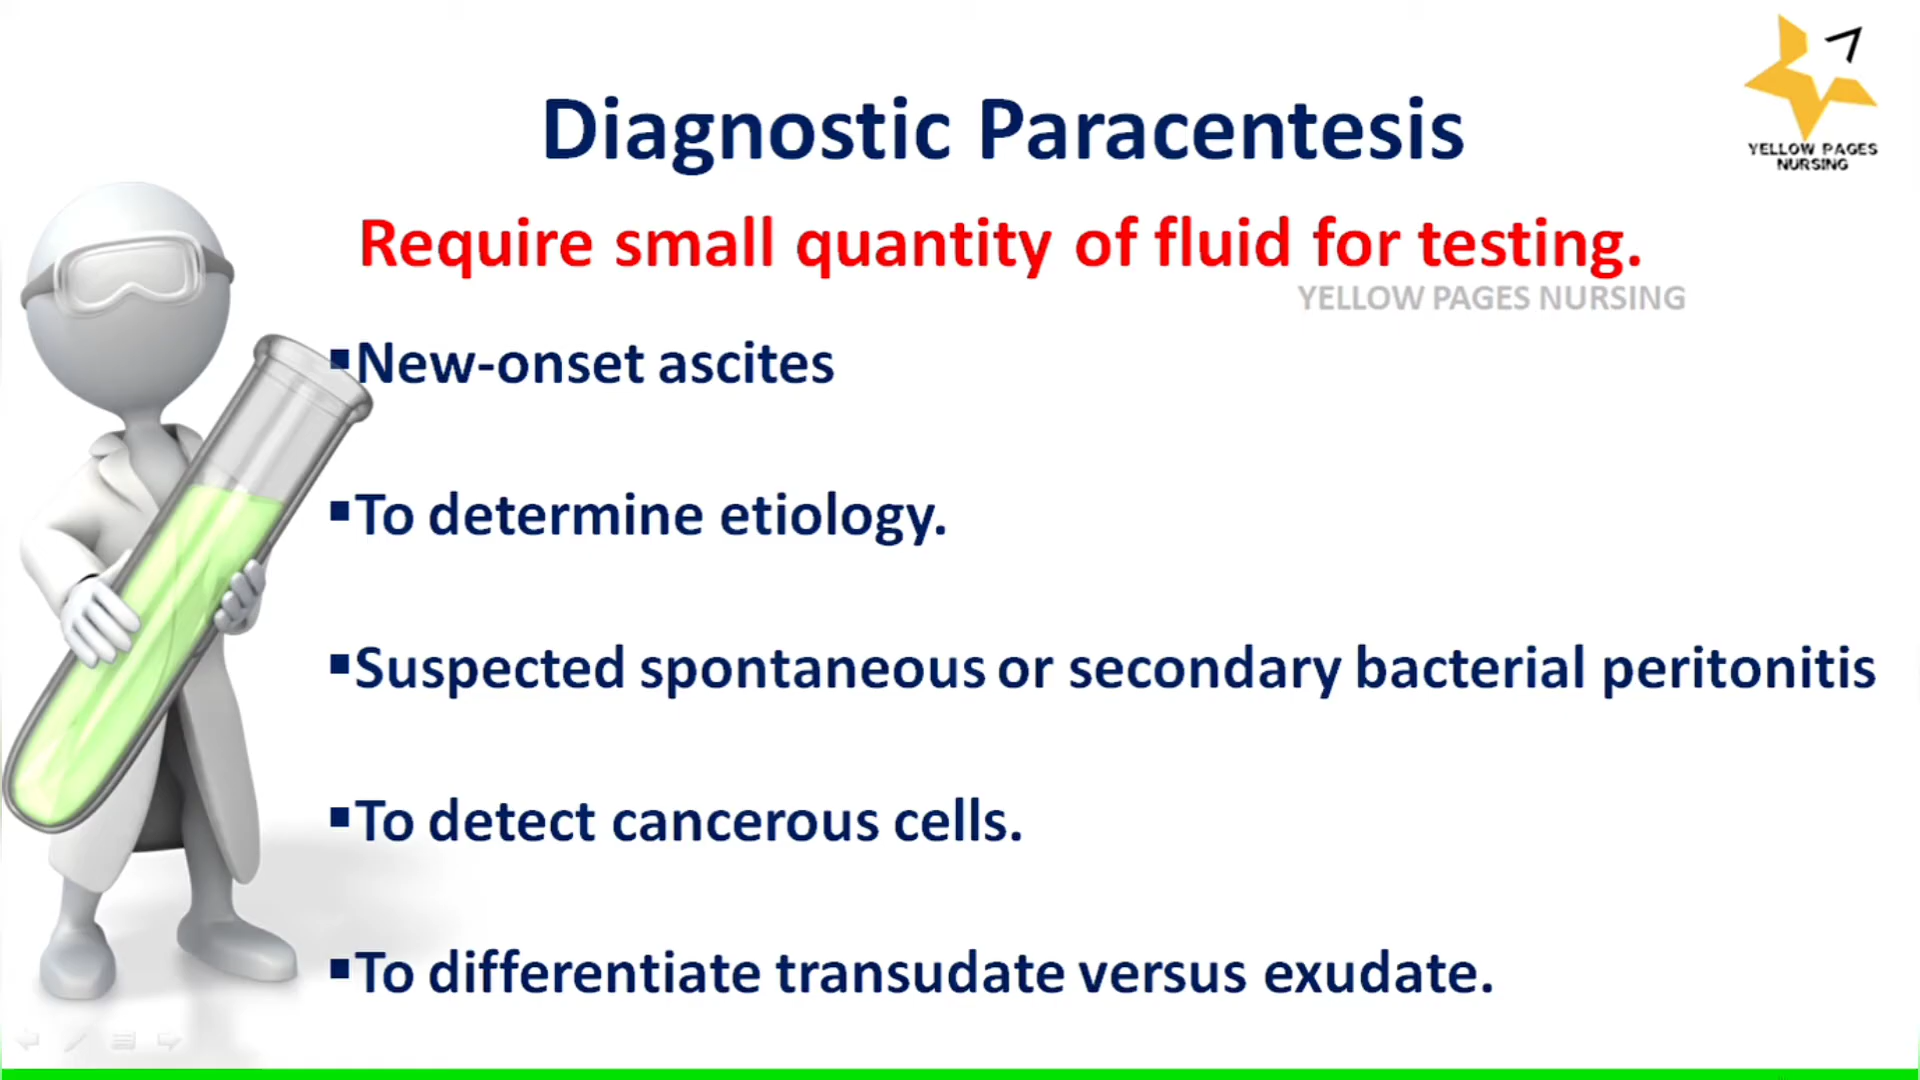 YELLOW PAGES
NURSING
Diagnostic Paracentesis
Require small quantity of fluid for testing.
YELLOW PAGES NURSING
▪New-onset ascites
▪To determine etiology.
▪Suspected spontaneous or secondary bacterial peritonitis
▪To detect cancerous cells.
▪To differentiate transudate versus exudate.